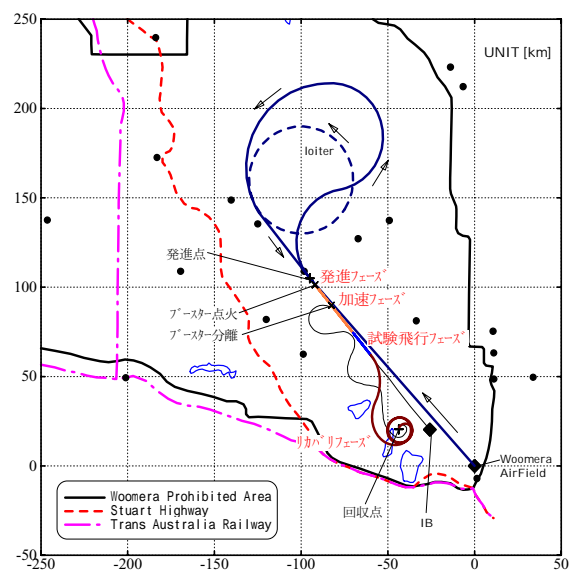 250
200
150
100
50
0
-50
UNIT [km]
loiter
発進点
発進フェーズ
ブースター点火
加速フェーズ
ブースター分離
試験飛行フェーズ
リカバリフェーズ
Woomera
AirField
回収点
IB
Woomera Prohibited Area
Stuart Highway
Trans Australia Railway
-250 -200 -150 -100 -50 0 50